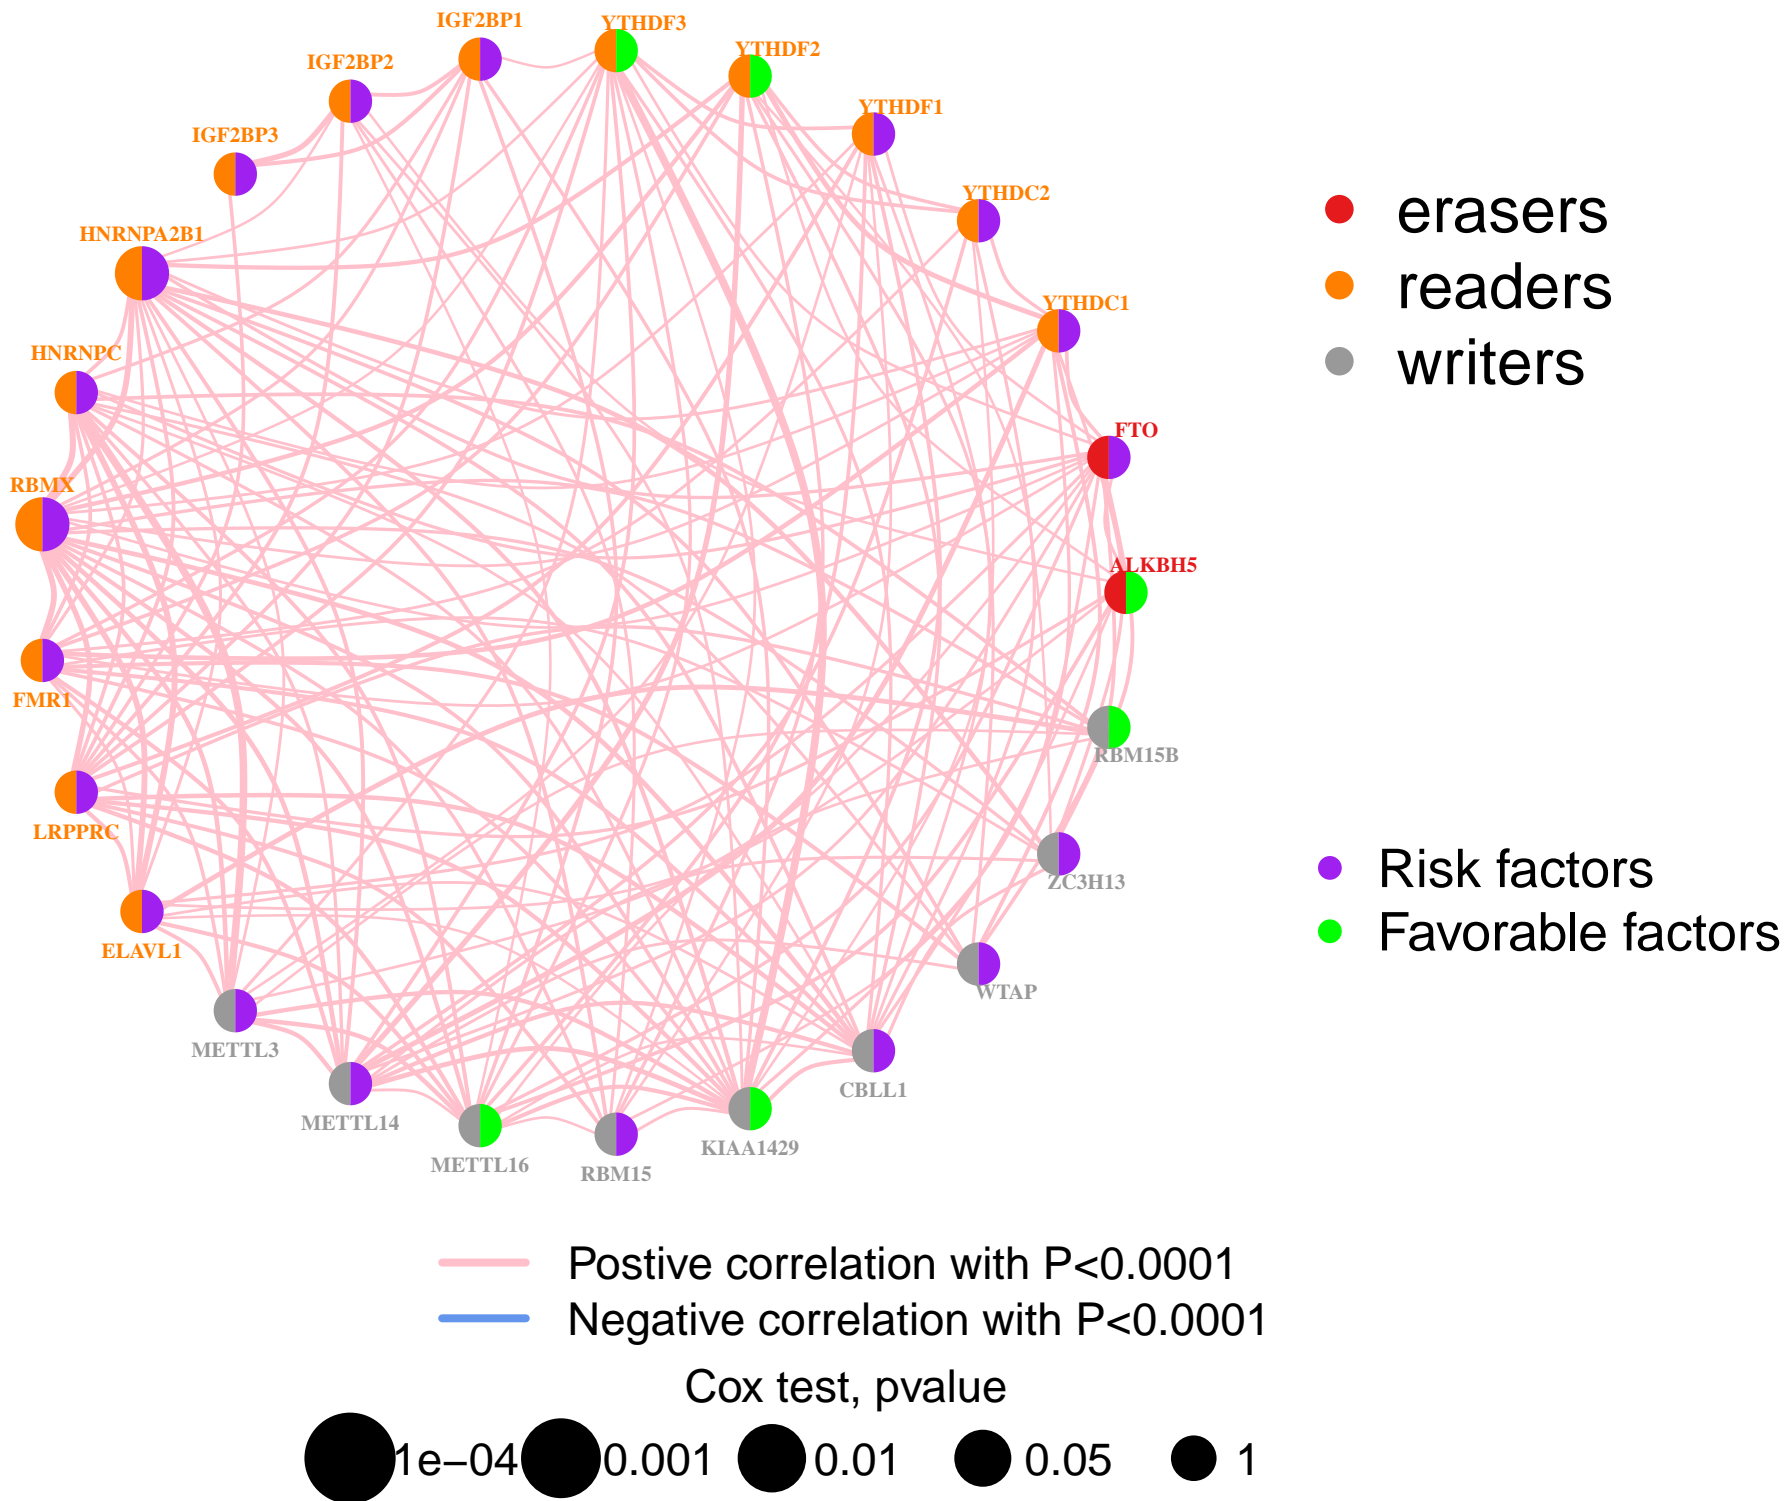 IGF2BP1
YTHDF3
IGF2BP2
YTHDF2
IGF2BP3
YTHDF1
YTHDC2
HNRNPA2B1
YTHDC1
HNRNPC
FTO
RBMX
ALKBH5
FMR1
RBM15B
LRPPRC
ZC3H13
ELAVL1
WTAP
METTL3
CBLL1
METTL14
KIAA1429
METTL16
RBM15
erasers
readers
writers
Risk factors
Favorable factors
Postive correlation with P<0.0001
Negative correlation with P<0.0001
Cox test, pvalue
1e−04 0.001 0.01 0.05 1